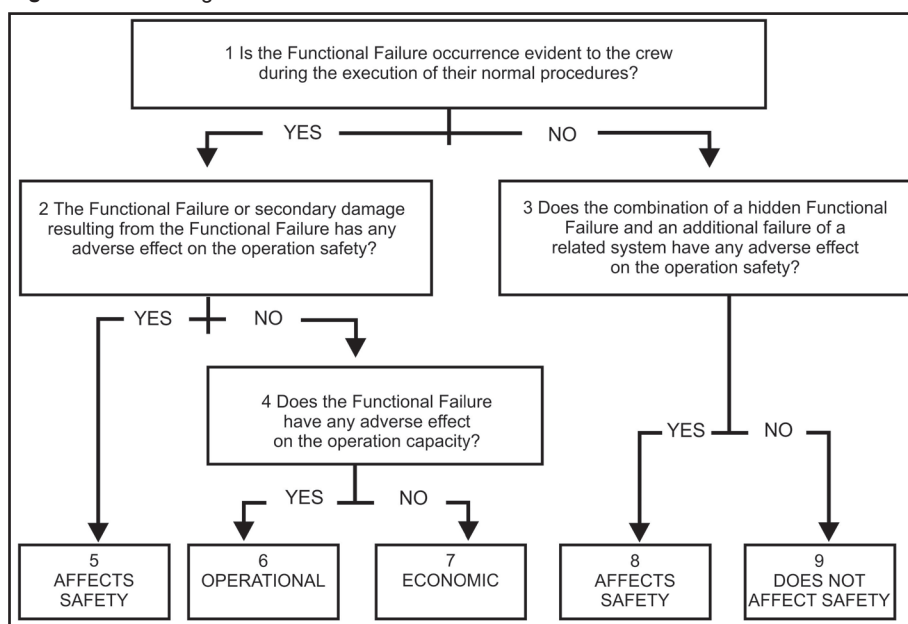 1 Is the Functional Failure occurrence evident to the crew
during the execution of their normal procedures?
YES
NO
2 The Functional Failure or secondary damage
resulting from the Functional Failure has any
adverse effect on the operation safety?
3 Does the combination of a hidden Functional
Failure and an additional failure of a
related system have any adverse effect
on the operation safety?
YES
NO
4 Does the Functional Failure
have any adverse effect
on the operation capacity?
YES
NO
YES
NO
5
AFFECTS
SAFETY
6
OPERATIONAL
7
ECONOMIC
8
AFFECTS
SAFETY
9
DOES NOT
AFFECT SAFETY